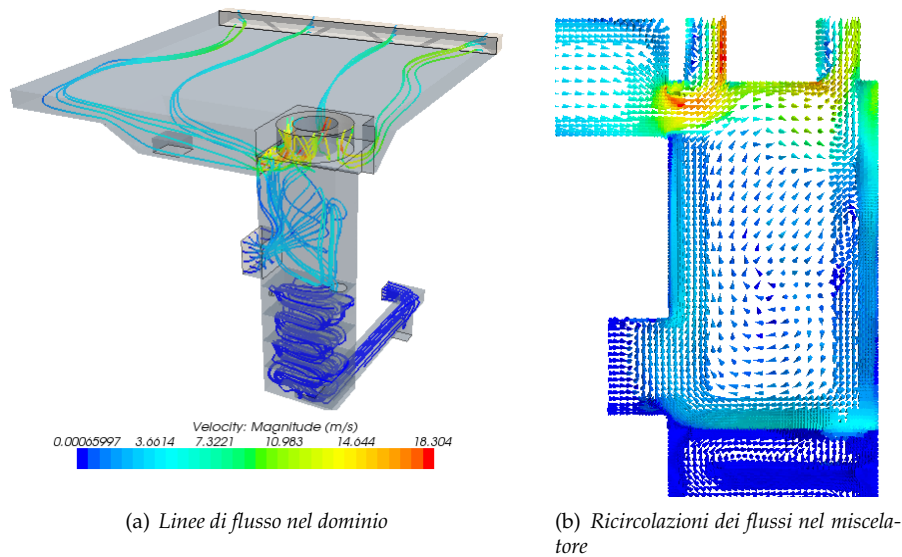 Velocity: Magnitude (m/s)
0.00065997 3.6614 7.3221 10.983 14.644 18.304
(a) Linee di flusso nel dominio
(b) Ricircolazioni dei flussi nel miscela-
tore